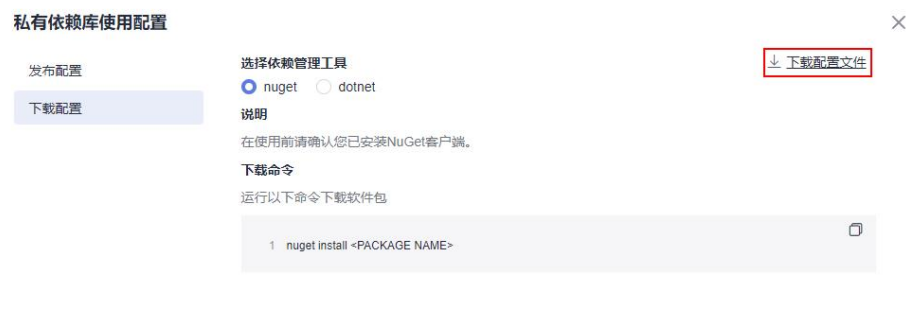 私有依赖库使用配置
发布配置
下载配置
选择依赖管理工具
下载配置文件
nuget dotnet
说明
在使用前请确认您已安装NuGet客户端。
下载命令
运行以下命令下载软件包
1 nuget install <PACKAGE NAME>